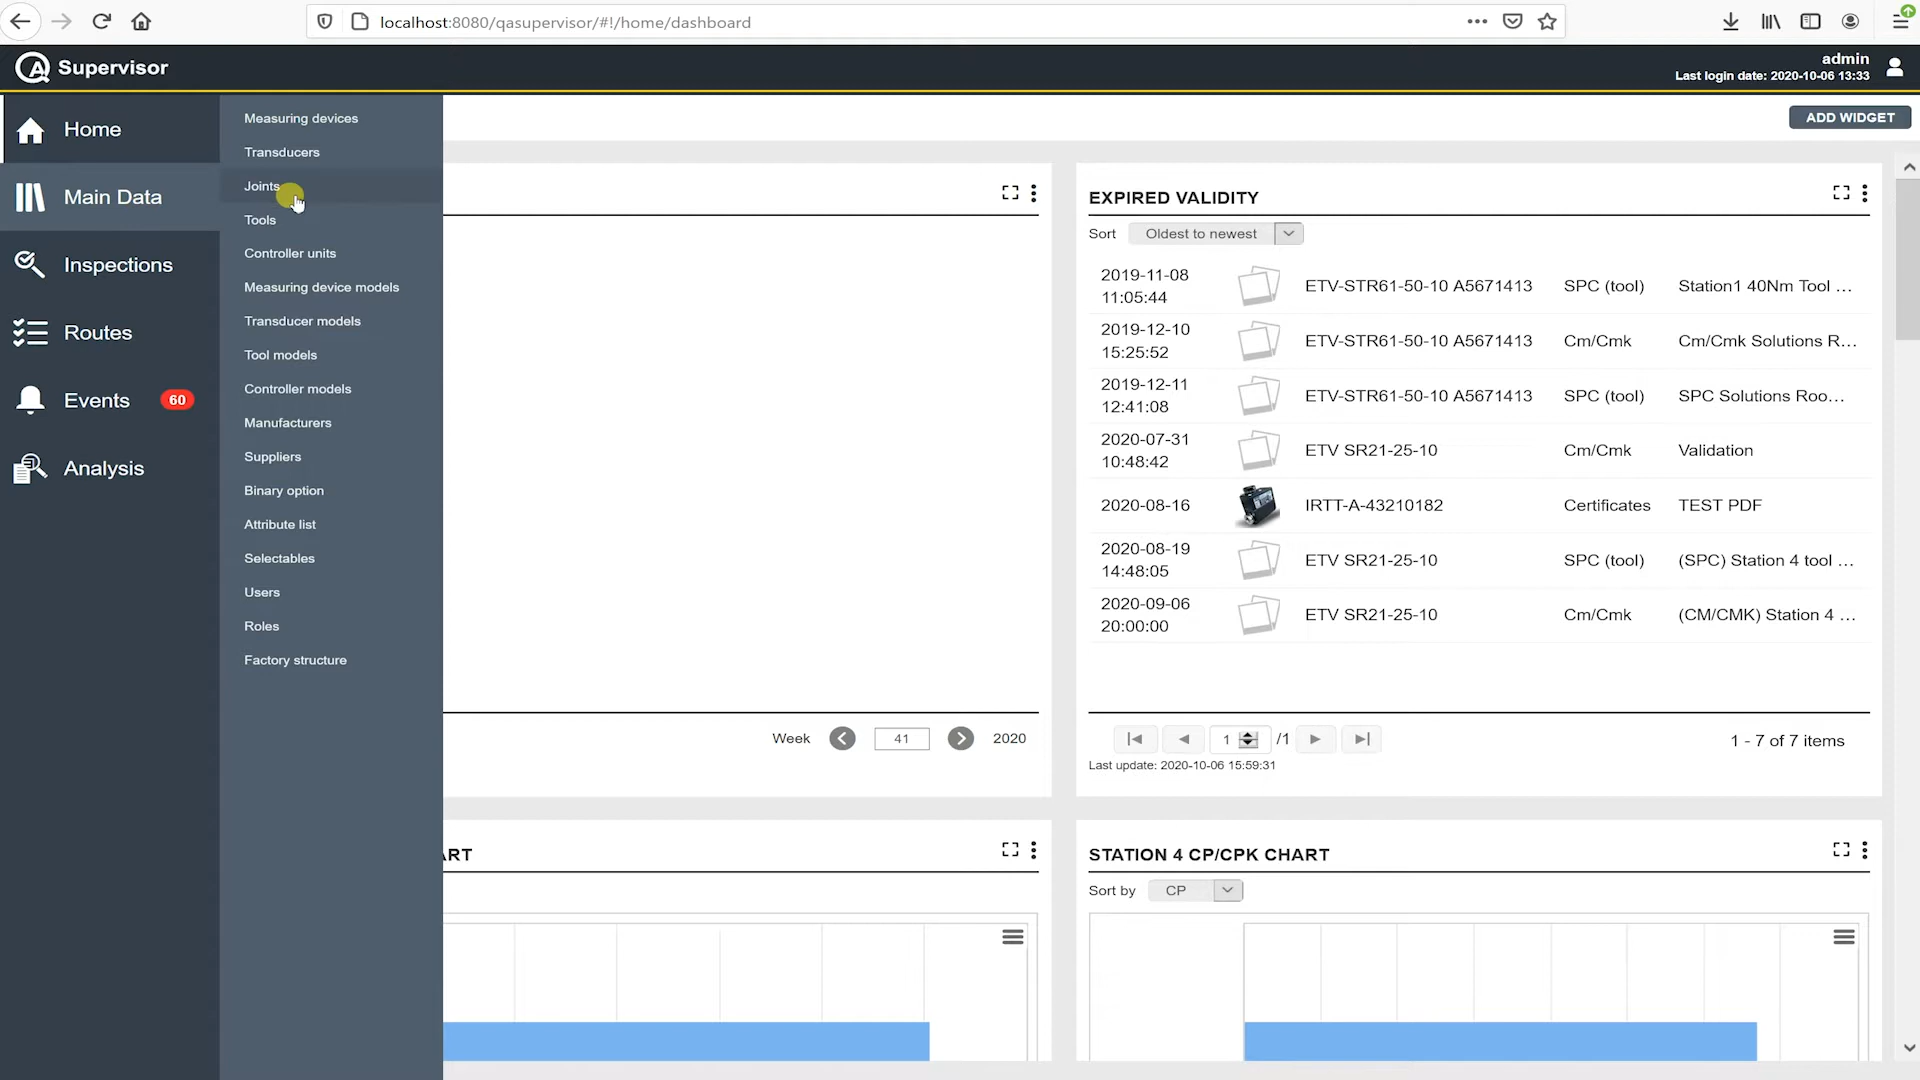 localhost:8080/qasupervisor/#!/home/dashboard
QA Supervisor
admin
Last login date: 2020-10-06 13:33
Home
Main Data
Inspections
Routes
Events 60
Analysis
Measuring devices
Transducers
Joints
Tools
Controller units
Measuring device models
Transducer models
Tool models
Controller models
Manufacturers
Suppliers
Binary option
Attribute list
Selectables
Users
Roles
Factory structure
ADD WIDGET
Week 41 2020
EXPIRED VALIDITY
Sort Oldest to newest
2019-11-08
11:05:44 ETV-STR61-50-10 A5671413 SPC (tool) Station1 40Nm Tool ...
2019-12-10
15:25:52 ETV-STR61-50-10 A5671413 Cm/Cmk Cm/Cmk Solutions R...
2019-12-11
12:41:08 ETV-STR61-50-10 A5671413 SPC (tool) SPC Solutions Roo...
2020-07-31
10:48:42 ETV SR21-25-10 Cm/Cmk Validation
2020-08-16 IRTT-A-43210182 Certificates TEST PDF
2020-08-19
14:48:05 ETV SR21-25-10 SPC (tool) (SPC) Station 4 tool ...
2020-09-06
20:00:00 ETV SR21-25-10 Cm/Cmk (CM/CMK) Station 4 ...
1 /1 1 - 7 of 7 items
Last update: 2020-10-06 15:59:31
ART
STATION 4 CP/CPK CHART
Sort by CP